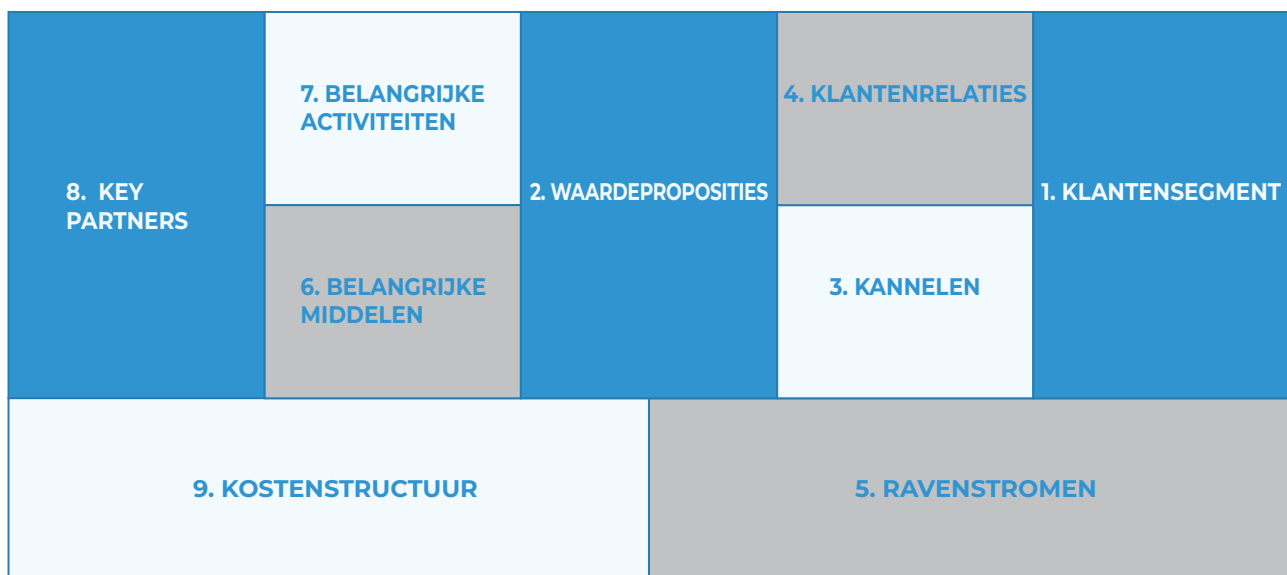 7. BELANGRIJKE
ACTIVITEITEN
4. KLANTENRELATIES
8. KEY
PARTNERS
2. WAARDEPROPOSITIES
1. KLANTENSEGMENT
6. BELANGRIJKE
MIDDELEN
3. KANNELEN
9. KOSTENSTRUCTUUR
5. RAVENSTROMEN